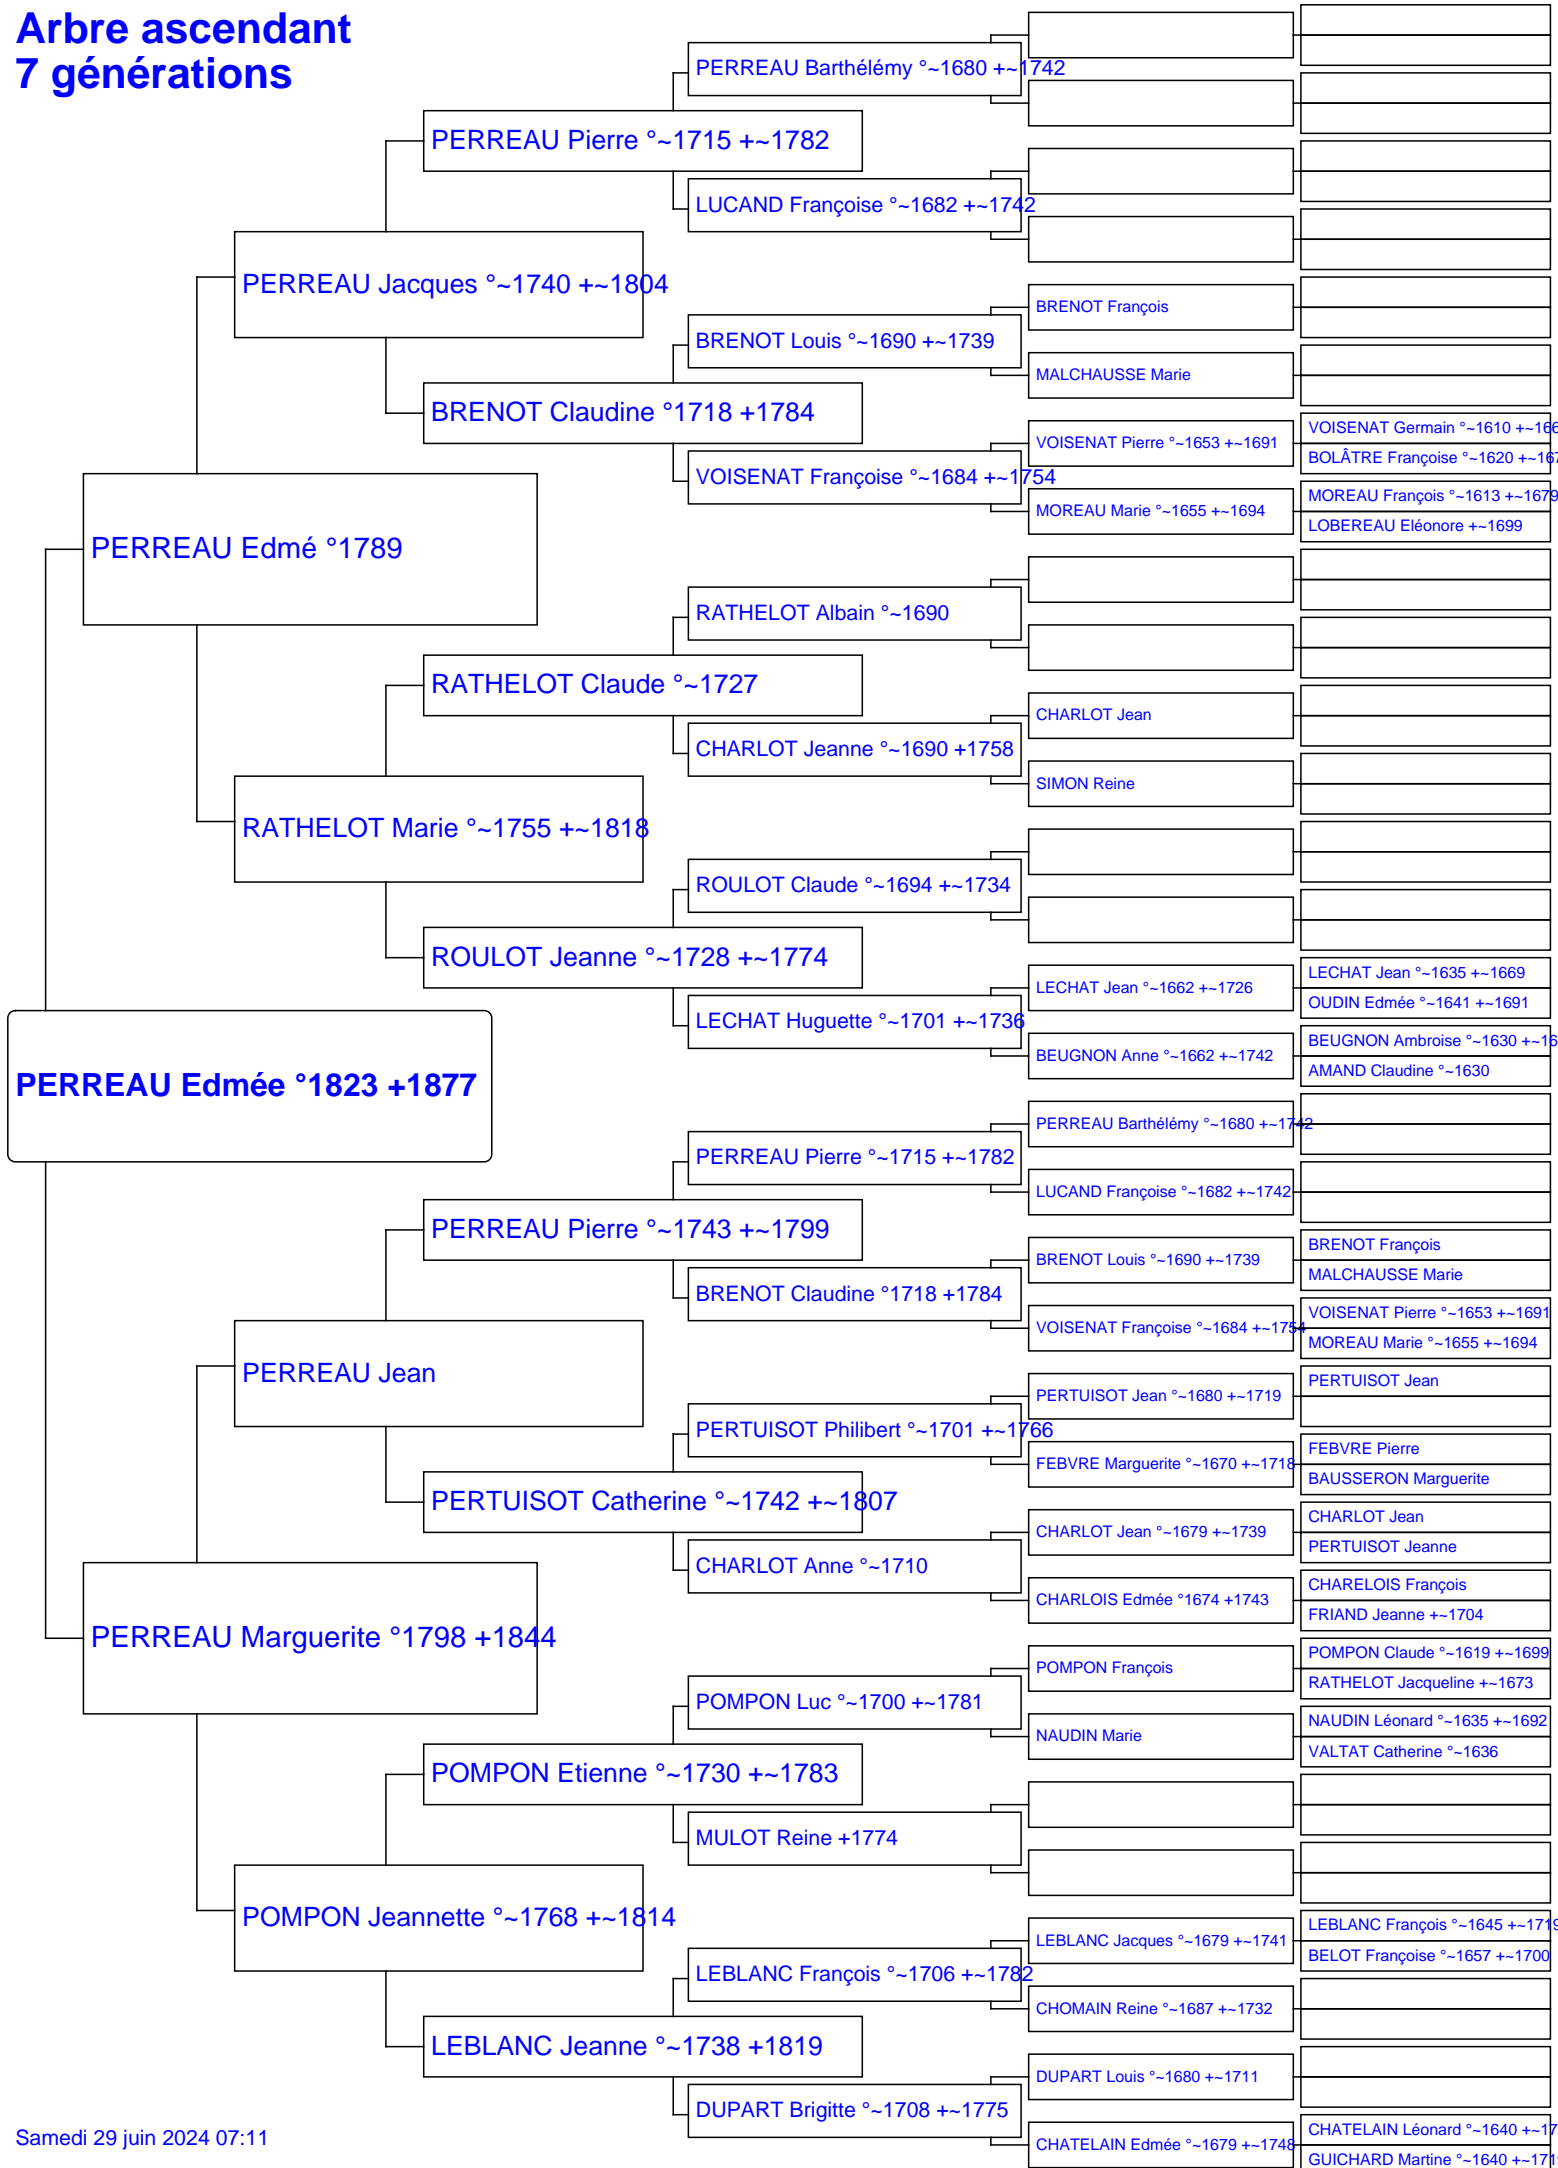 Arbre ascendant
7 générations
PERREAU Barthélémy °~1680 +~1742
PERREAU Pierre °~1715 +~1782
LUCAND Françoise °~1682 +~1742
PERREAU Jacques °~1740 +~1804
BRENOT François
BRENOT Louis °~1690 +~1739
MALCHAUSSE Marie
BRENOT Claudine °1718 +1784
VOISENAT Germain °~1610
VOISENAT Pierre °~1653 +~1691
BOLÂTRE Françoise °~1620
VOISENAT Françoise °~1684 +~1754
MOREAU François °~1613 +~1679
MOREAU Marie °~1655 +~1694
LOBEREAU Eléonore +~1699
PERREAU Edmé °1789
RATHELOT Albain °~1690
RATHELOT Claude °~1727
CHARLOT Jean
CHARLOT Jeanne °~1690 +1758
SIMON Reine
RATHELOT Marie °~1755 +~1818
ROULOT Claude °~1694 +~1734
ROULOT Jeanne °~1728 +~1774
LECHAT Jean °~1635 +~1669
LECHAT Jean °~1662 +~1726
OUDIN Edmée °~1641 +~1691
LECHAT Huguette °~1701 +~1736
BEUGNON Ambroise °~1630
BEUGNON Anne °~1662 +~1742
AMAND Claudine °~1630
PERREAU Edmée °1823 +1877
PERREAU Barthélémy °~1680 +~1742
PERREAU Pierre °~1715 +~1782
LUCAND Françoise °~1682 +~1742
PERREAU Pierre °~1743 +~1799
BRENOT François
BRENOT Louis °~1690 +~1739
MALCHAUSSE Marie
BRENOT Claudine °1718 +1784
VOISENAT Pierre °~1653 +~1691
VOISENAT Françoise °~1684 +~1754
MOREAU Marie °~1655 +~1694
PERREAU Jean
PERTUISOT Jean
PERTUISOT Jean °~1680 +~1719
PERTUISOT Philibert °~1701 +~1766
FEBVRE Pierre
FEBVRE Marguerite °~1670 +~1718
BAUSSERON Marguerite
PERTUISOT Catherine °~1742 +~1807
CHARLOT Jean
CHARLOT Jean °~1679 +~1739
PERTUISOT Jeanne
CHARLOT Anne °~1710
CHARELOIS François
CHARLOIS Edmée °1674 +1743
FRIAND Jeanne +~1704
PERREAU Marguerite °1798 +1844
POMPON Claude °~1619 +~1699
POMPON François
RATHELOT Jacqueline +~1673
POMPON Luc °~1700 +~1781
NAUDIN Léonard °~1635 +~1692
NAUDIN Marie
VALTAT Catherine °~1636
POMPON Etienne °~1730 +~1783
MULOT Reine +1774
POMPON Jeannette °~1768 +~1814
LEBLANC François °~1645 +~1719
LEBLANC Jacques °~1679 +~1741
BELOT Françoise °~1657 +~1700
LEBLANC François °~1706 +~1782
CHOMAIN Reine °~1687 +~1732
LEBLANC Jeanne °~1738 +1819
DUPART Louis °~1680 +~1711
DUPART Brigitte °~1708 +~1775
CHATELAIN Léonard °~1640
CHATELAIN Edmée °~1679 +~1748
GUICHARD Martine °~1640
Samedi 29 juin 2024 07:11